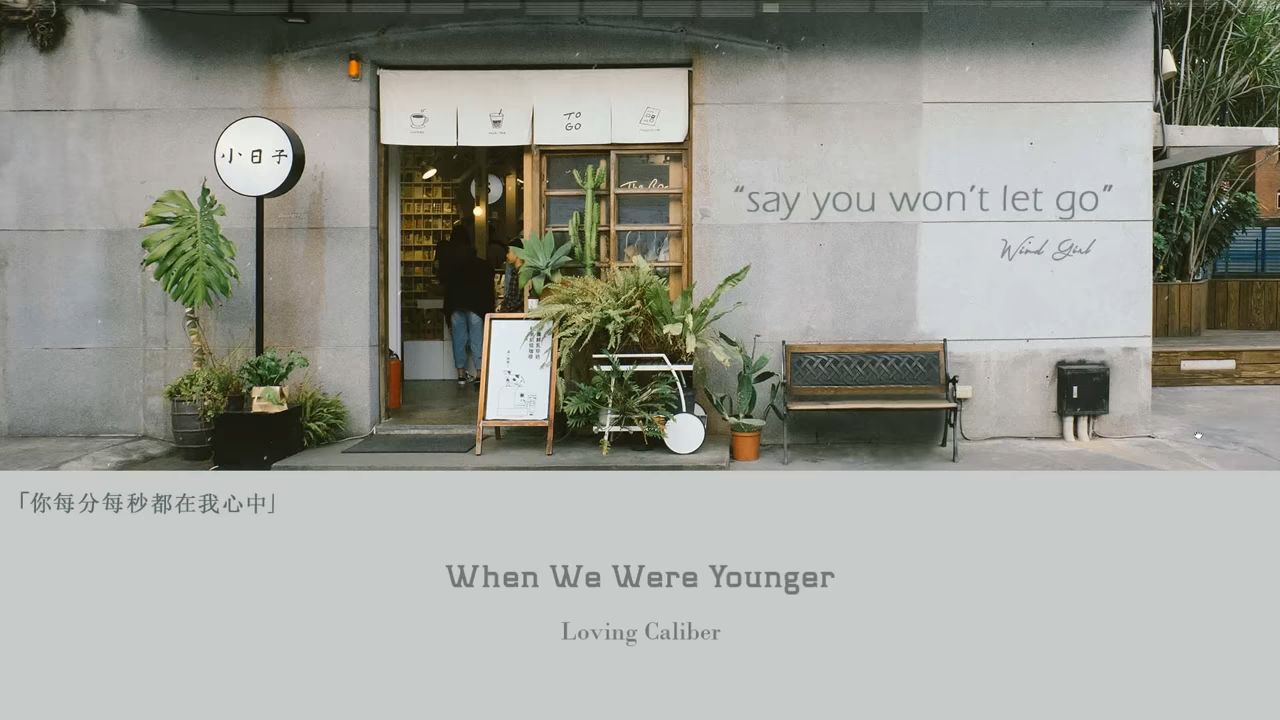 小日子
TO
GO
“say you won’t let go”
Wind Girl
「你每分每秒都在我心中」
When We Were Younger
Loving Caliber